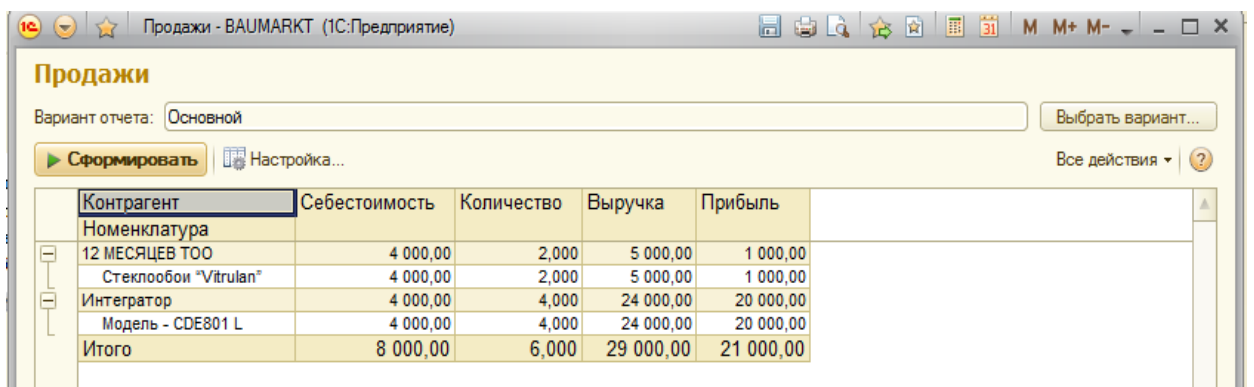 1С Продажи - BAUMARKT (1С:Предприятие) 31 M M+ M-
Продажи
Вариант отчета: Основной Выбрать вариант...
Сформировать Настройка... Все действия ?
Контрагент Себестоимость Количество Выручка Прибыль
Номенклатура
12 МЕСЯЦЕВ ТОО 4 000,00 2,000 5 000,00 1 000,00
Стеклообои "Vitrulan" 4 000,00 2,000 5 000,00 1 000,00
Интегратор 4 000,00 4,000 24 000,00 20 000,00
Модель - CDE801 L 4 000,00 4,000 24 000,00 20 000,00
Итого 8 000,00 6,000 29 000,00 21 000,00